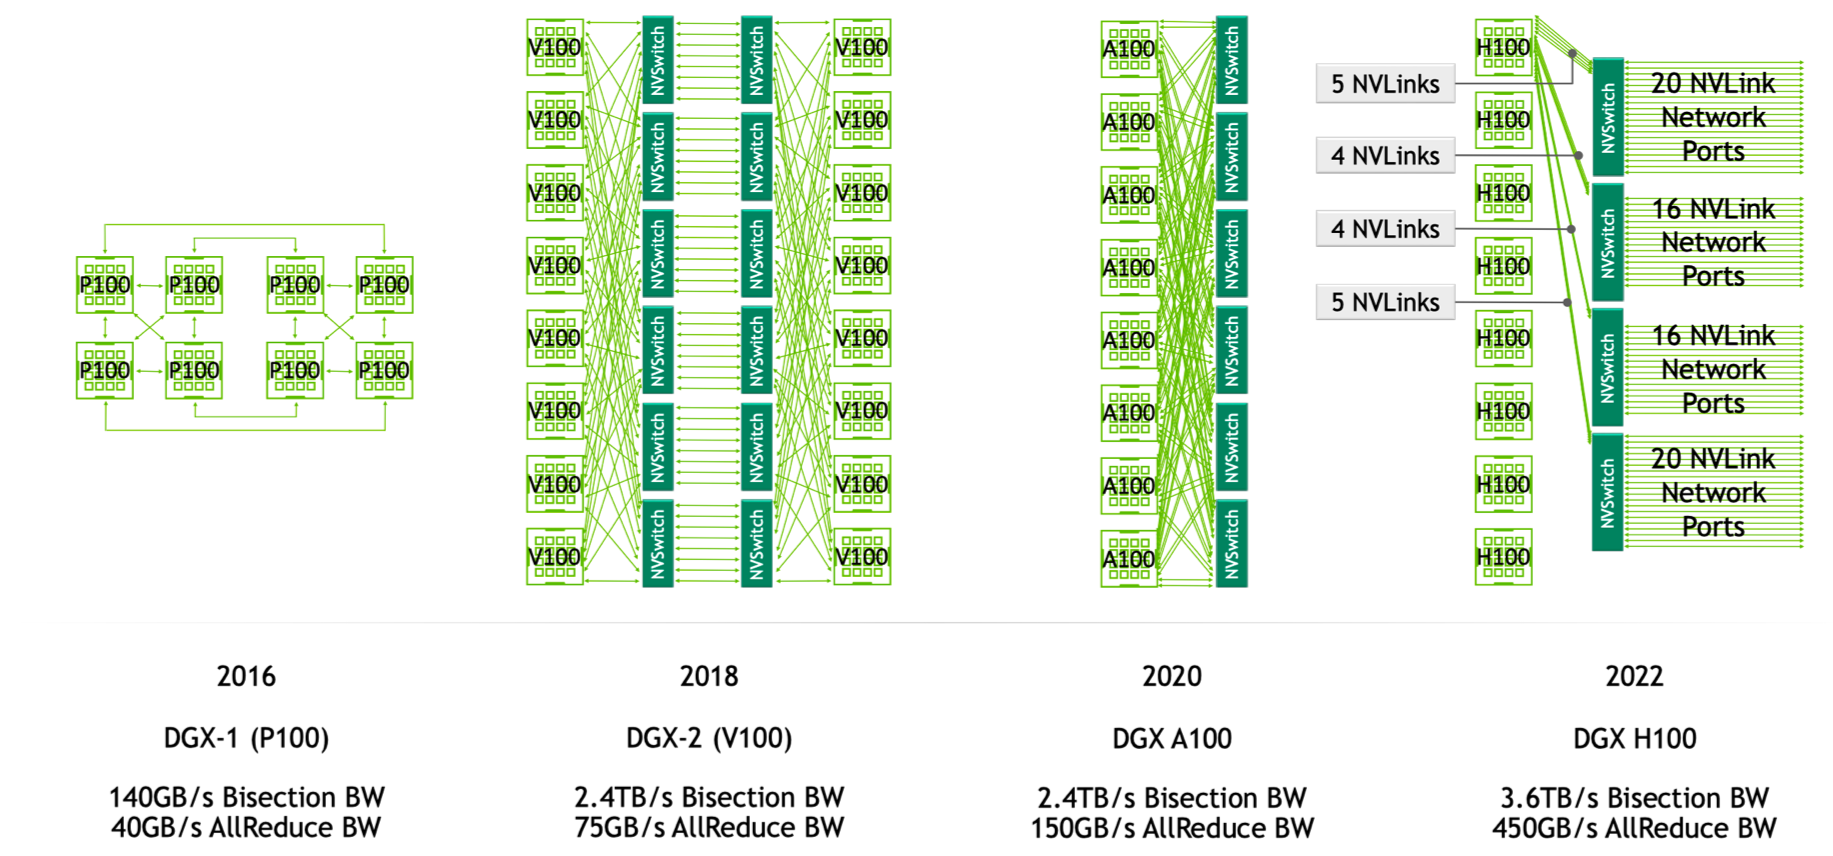 P100
P100
P100
P100
P100
P100
P100
P100
2016
DGX-1 (P100)
140GB/s Bisection BW
40GB/s AllReduce BW
V100
V100
V100
V100
V100
V100
V100
V100
NVSwitch
NVSwitch
NVSwitch
NVSwitch
NVSwitch
NVSwitch
NVSwitch
NVSwitch
NVSwitch
NVSwitch
NVSwitch
NVSwitch
V100
V100
V100
V100
V100
V100
V100
V100
2018
DGX-2 (V100)
2.4TB/s Bisection BW
75GB/s AllReduce BW
A100
A100
A100
A100
A100
A100
A100
A100
NVSwitch
NVSwitch
NVSwitch
NVSwitch
NVSwitch
NVSwitch
2020
DGX A100
2.4TB/s Bisection BW
150GB/s AllReduce BW
5 NVLinks
4 NVLinks
4 NVLinks
5 NVLinks
H100
H100
H100
H100
H100
H100
H100
H100
NVSwitch
NVSwitch
NVSwitch
NVSwitch
20 NVLink
Network
Ports
16 NVLink
Network
Ports
16 NVLink
Network
Ports
20 NVLink
Network
Ports
2022
DGX H100
3.6TB/s Bisection BW
450GB/s AllReduce BW